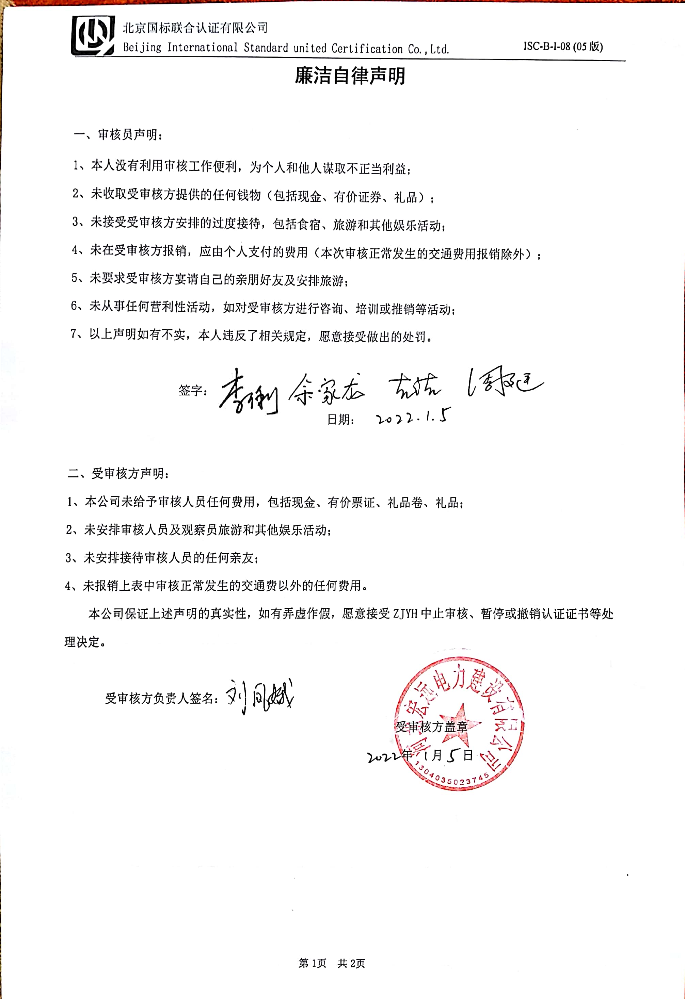 北京国标联合认证有限公司
Beijing International Standard united Certification Co.,Ltd.
ISC-B-I-08 (05 版)
廉洁自律声明
一、审核员声明：
1、本人没有利用审核工作便利，为个人和他人谋取不正当利益；
2、未收取受审核方提供的任何钱物（包括现金、有价证券、礼品）；
3、未接受受审核方安排的过度接待，包括食宿、旅游和其他娱乐活动；
4、未在受审核方报销，应由个人支付的费用（本次审核正常发生的交通费用报销除外）；
5、未要求受审核方宴请自己的亲朋好友及安排旅游；
6、未从事任何营利性活动，如对受审核方进行咨询、培训或推销等活动；
7、以上声明如有不实，本人违反了相关规定，愿意接受做出的处罚。
签字： 李俐 余家龙
日期： 2022.1.5
二、受审核方声明：
1、本公司未给予审核人员任何费用，包括现金、有价票证、礼品卷、礼品；
2、未安排审核人员及观察员旅游和其他娱乐活动；
3、未安排接待审核人员的任何亲友；
4、未报销上表中审核正常发生的交通费以外的任何费用。
本公司保证上述声明的真实性，如有弄虚作假，愿意接受 ZJYH 中止审核、暂停或撤销认证证书等处
理决定。
受审核方负责人签名： 刘凤娥
宏远电力建设有限公司
受审核方盖章
2022年 1月 5日
1304035023745
第 1页 共 2页